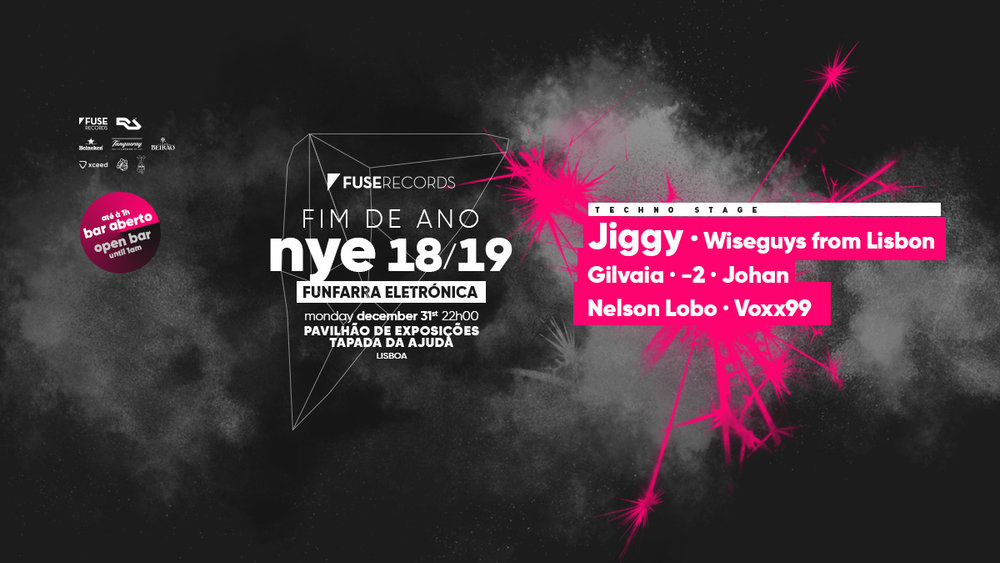 FUSE
RECORDS
Heineken
Tanqueray
BEIRÃO
xceed
até à 1h
bar aberto
open bar
until 1am
FUSERECORDS
FIM DE ANO
nye 18/19
FUNFARRA ELETRÓNICA
monday december 31st 22h00
PAVILHÃO DE EXPOSIÇÕES
TAPADA DA AJUDA
LISBOA
TECHNO STAGE
Jiggy · Wiseguys from Lisbon
Gilvaia · -2 · Johan
Nelson Lobo · Voxx99